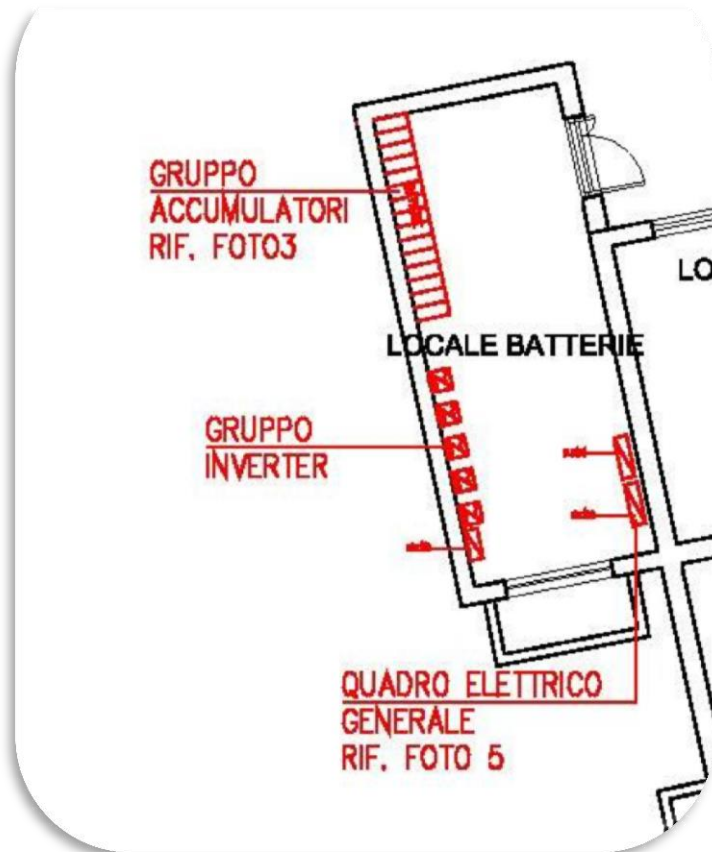 GRUPPO
ACCUMULATORI
RIF. FOTO3
LO
LOCALE BATTERIE
GRUPPO
INVERTER
QUADRO ELETTRICO
GENERALE
RIF. FOTO 5